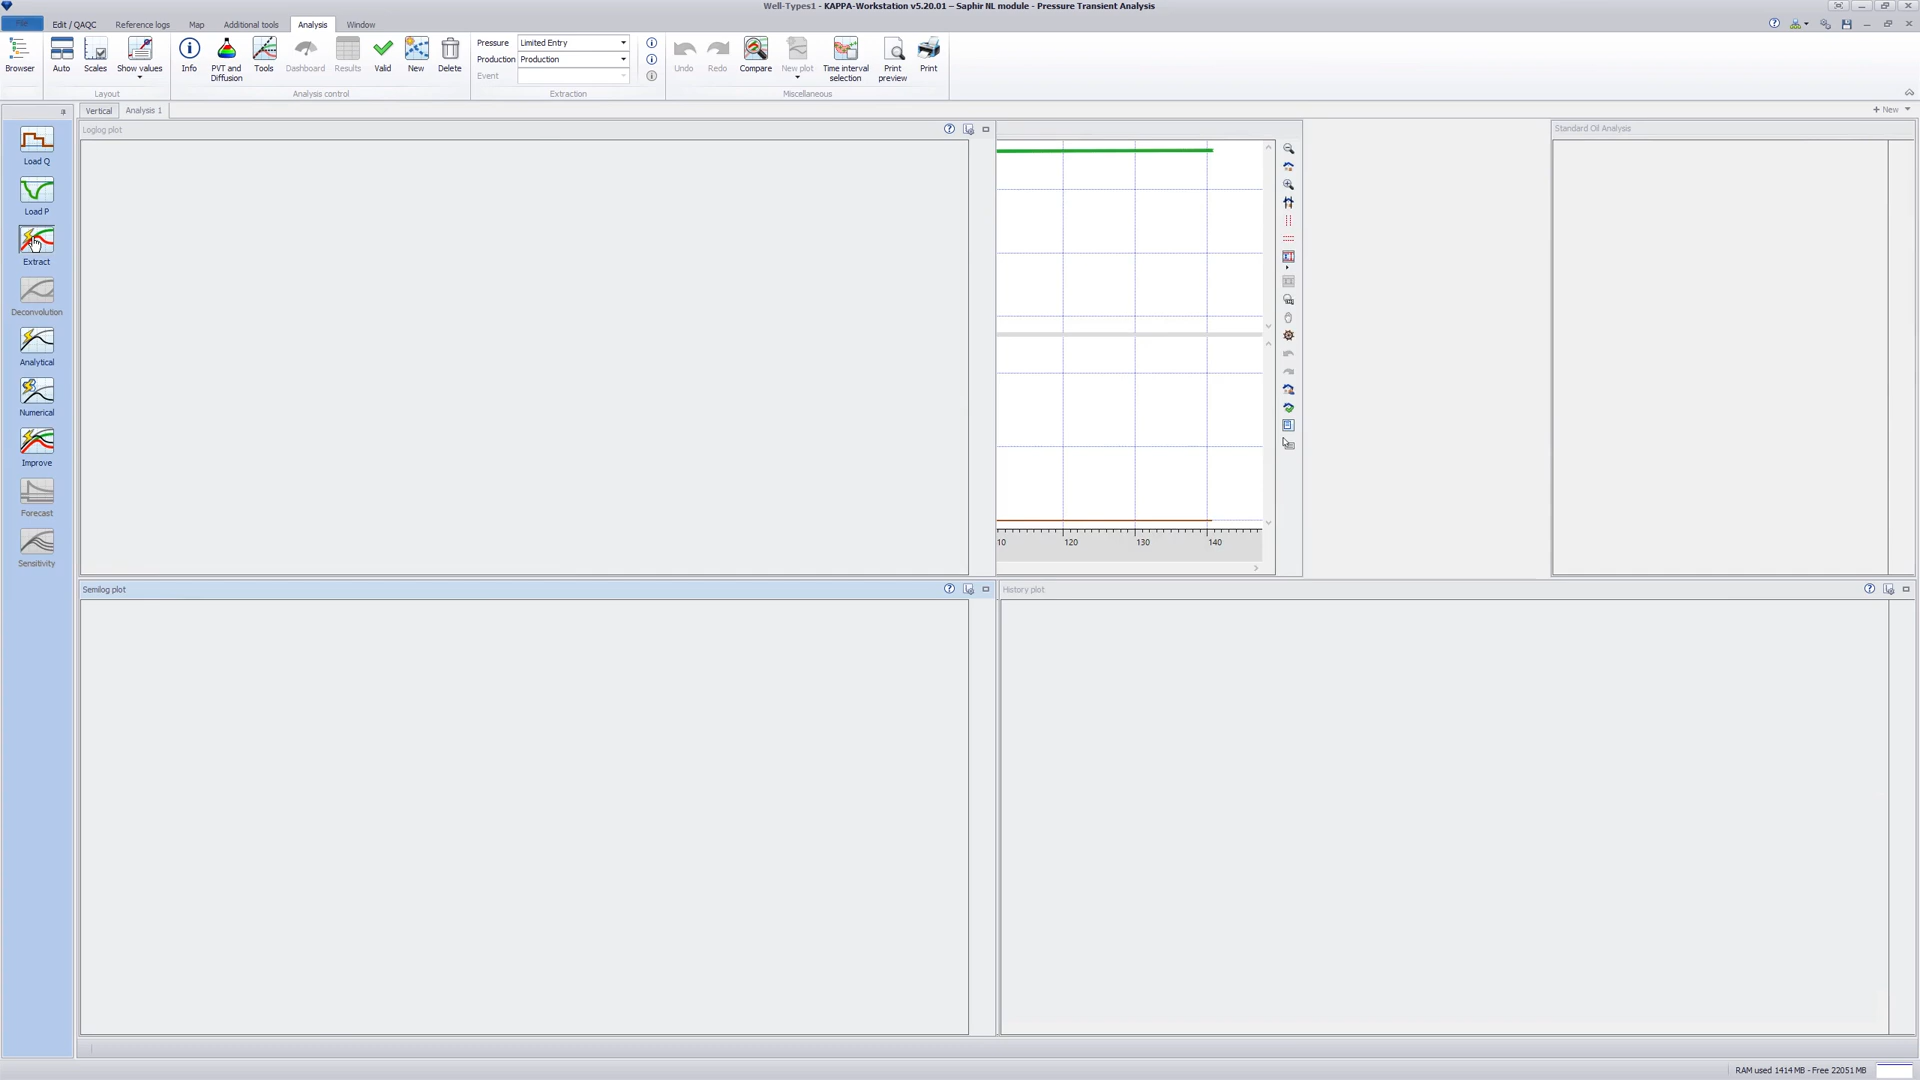 Well-Types1 - KAPPA-Workstation v5.20.01 – Saphir NL module - Pressure Transient Analysis
File Edit / QAQC Reference logs Map Additional tools Analysis Window
Browser Auto Scales Show values Info PVT and Diffusion Tools Dashboard Results Valid New Delete
Pressure Limited Entry
Production Production
Event
Undo Redo Compare New plot Time interval selection Print preview Print
Layout Analysis control Extraction Miscellaneous
Vertical Analysis 1 + New
Load Q
Load P
Extract
Deconvolution
Analytical
Numerical
Improve
Forecast
Sensitivity
Loglog plot
Standard Oil Analysis
10 120 130 140
Semilog plot
History plot
RAM used 1414 MB - Free 22051 MB